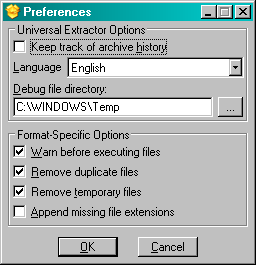 Preferences
Universal Extractor Options
Keep track of archive history
Language English
Debug file directory:
C:\WINDOWS\Temp ...
Format-Specific Options
Warn before executing files
Remove duplicate files
Remove temporary files
Append missing file extensions
OK Cancel